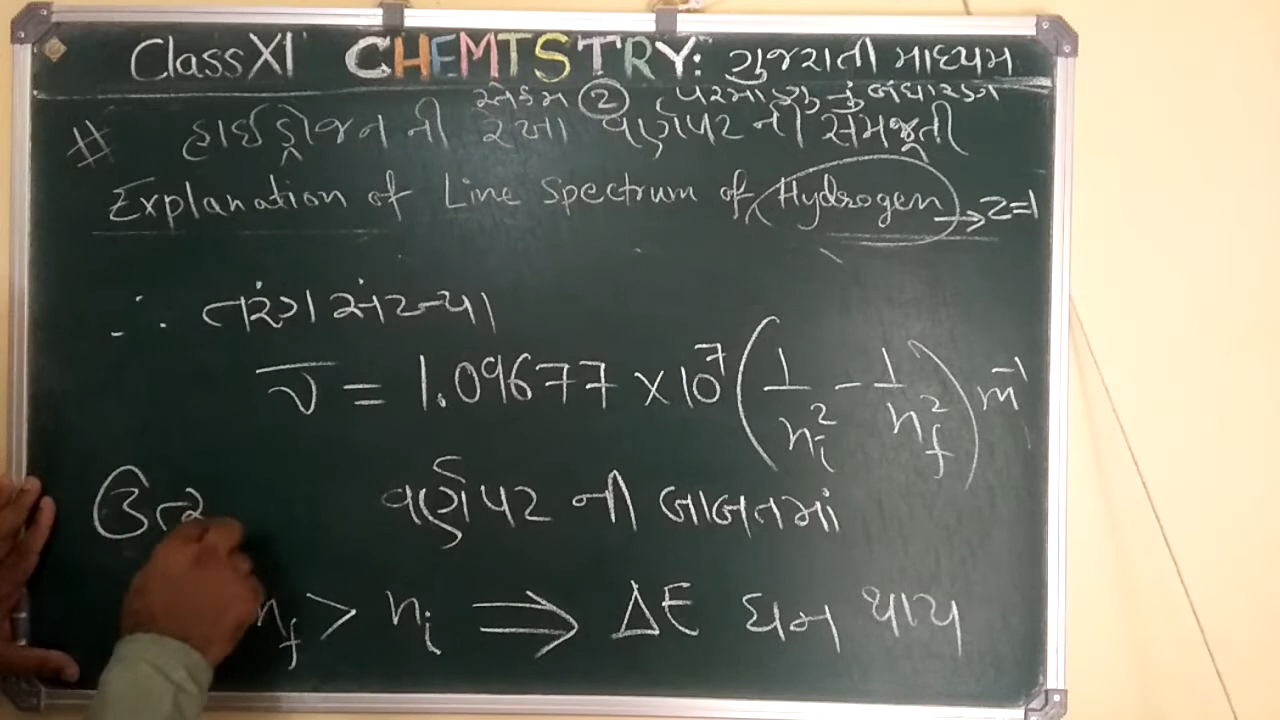 Class XI CHEMISTRY: ગુજરાતી માધ્યમ
એકમ 2 પરમાણુનું બંધારણ
# હાઈડ્રોજન ની રેખા વર્ણપટ ની સમજૂતી
Explanation of Line Spectrum of Hydrogen → Z=1
∴ તરંગ સંખ્યા
ν̅ = 1.09677 × 10⁷ (1/nᵢ² − 1/n_f²) m⁻¹
વર્ણપટ ની બાબતમાં
n_f > nᵢ ⟹ ΔE ધન થાય